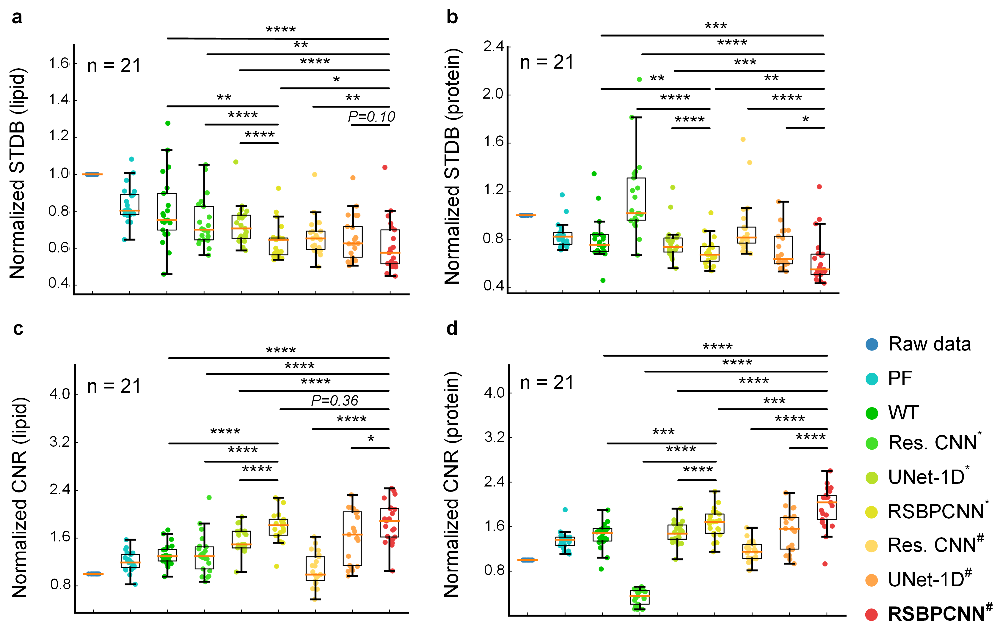 a
****
**
****
*
**
**
****
P=0.10
****
n = 21
Normalized STDB (lipid)
1.6
1.4
1.2
1.0
0.8
0.6
0.4
b
***
****
***
**
**
****
****
****
*
n = 21
Normalized STDB (protein)
2.4
2.0
1.6
1.2
0.8
0.4
c
****
****
****
P=0.36
****
****
*
****
****
n = 21
Normalized CNR (lipid)
4.0
3.2
2.4
1.6
0.8
d
****
****
****
***
****
***
****
****
****
n = 21
Normalized CNR (protein)
4.0
3.2
2.4
1.6
0.8
Raw data
PF
WT
Res. CNN*
UNet-1D*
RSBPCNN*
Res. CNN#
UNet-1D#
RSBPCNN#